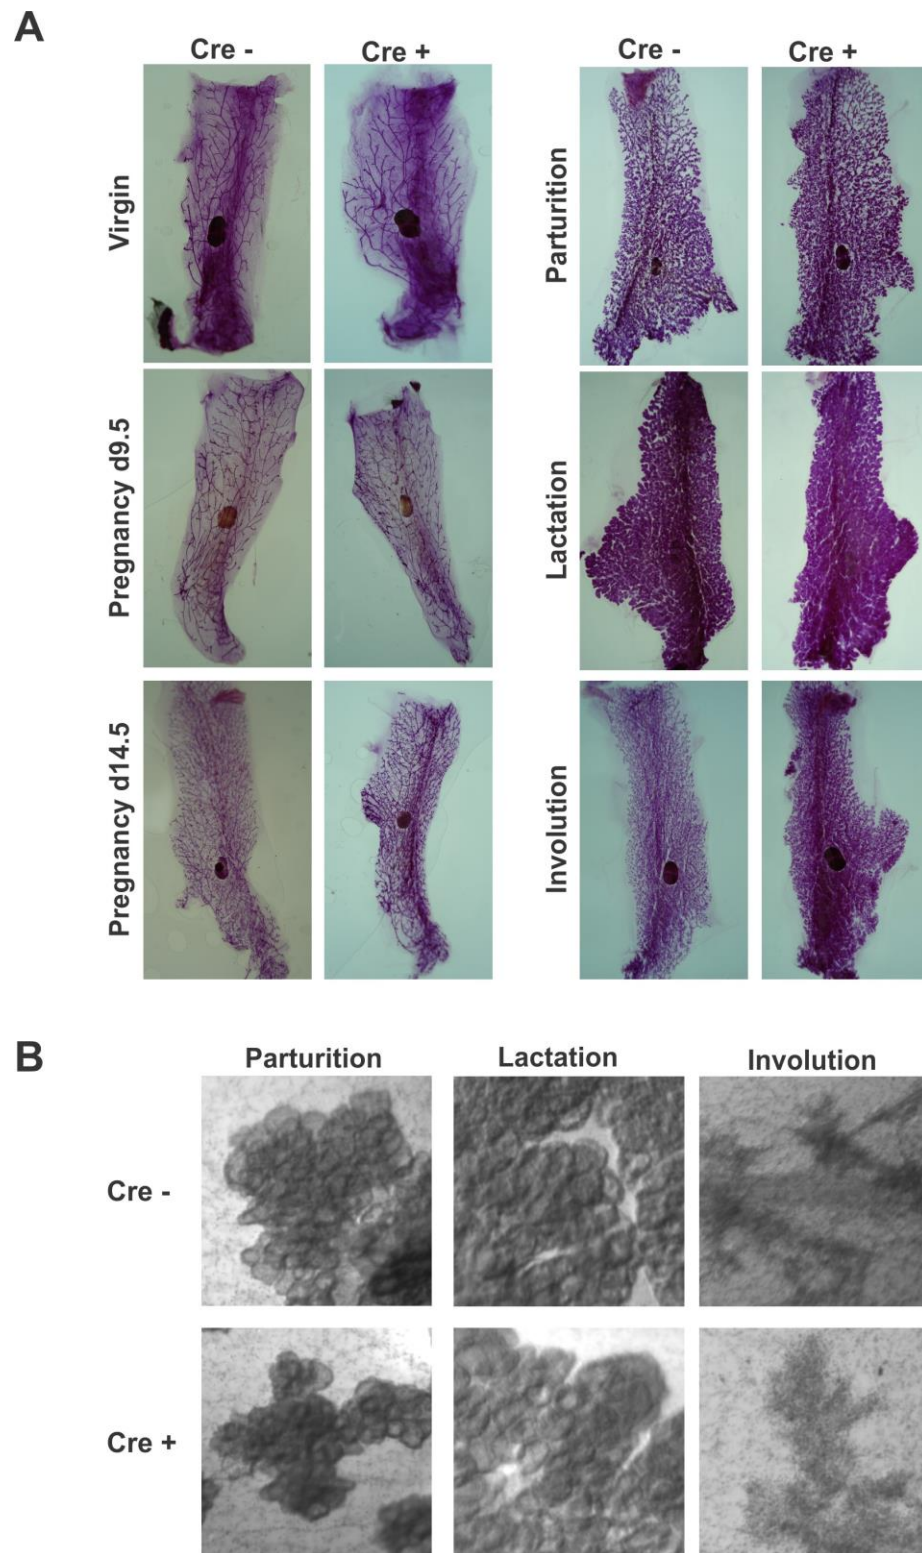 A
Cre - Cre + Cre - Cre +
Virgin
Parturition
Pregnancy d9.5
Lactation
Pregnancy d14.5
Involution
B
Parturition Lactation Involution
Cre -
Cre +